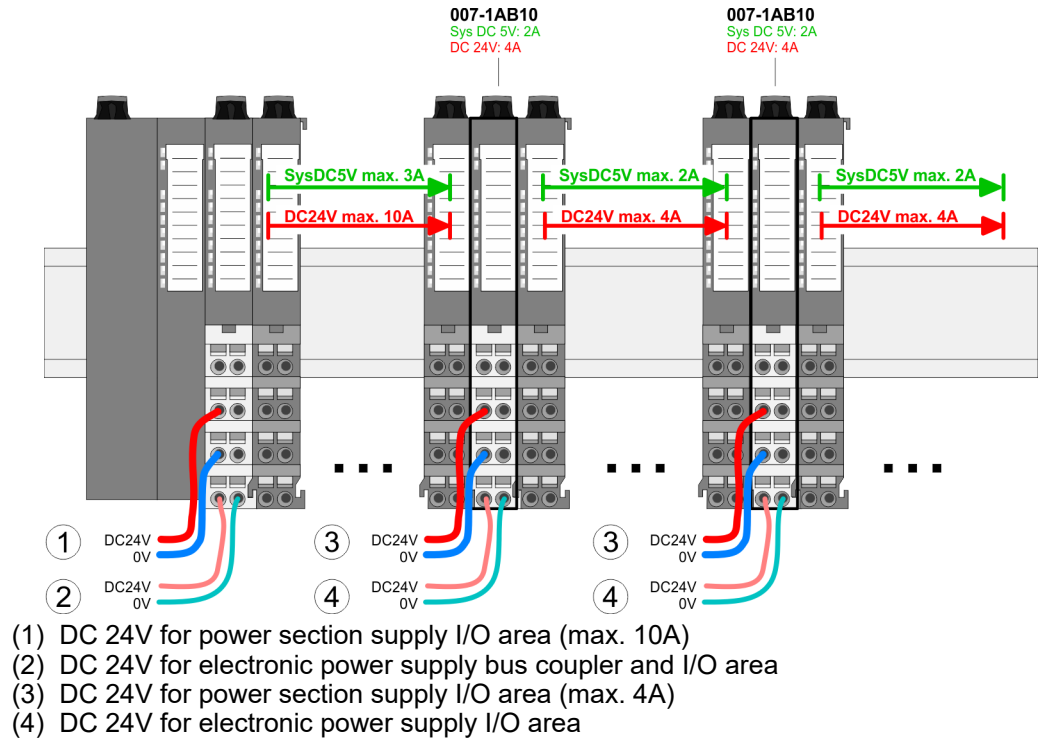 007-1AB10
Sys DC 5V: 2A
DC 24V: 4A
007-1AB10
Sys DC 5V: 2A
DC 24V: 4A
SysDC5V max. 3A
SysDC5V max. 2A
SysDC5V max. 2A
DC24V max. 10A
DC24V max. 4A
DC24V max. 4A
1
DC24V
0V
3
DC24V
0V
3
DC24V
0V
2
DC24V
0V
4
DC24V
0V
4
DC24V
0V
(1) DC 24V for power section supply I/O area (max. 10A)
(2) DC 24V for electronic power supply bus coupler and I/O area
(3) DC 24V for power section supply I/O area (max. 4A)
(4) DC 24V for electronic power supply I/O area